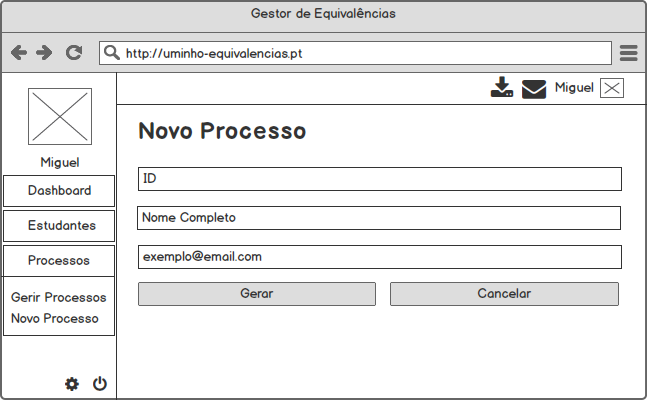 Gestor de Equivalências
http://uminho-equivalencias.pt
Miguel
Miguel
Dashboard
Estudantes
Processos
Gerir Processos
Novo Processo
Novo Processo
ID
Nome Completo
exemplo@email.com
Gerar
Cancelar